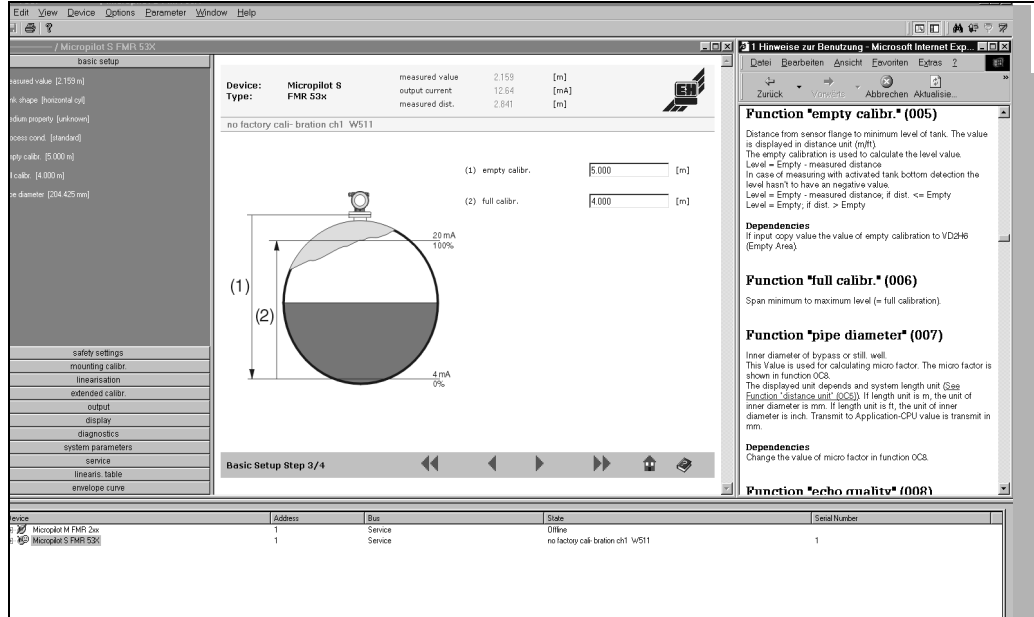 Edit View Device Options Parameter Window Help
/ Micropilot S FMR 53X
basic setup
easured value [2.159 m]
nk shape [horizontal cyl]
edium property [unknown]
ocess cond. [standard]
pty calibr. [5.000 m]
l calibr. [4.000 m]
pe diameter [204.425 mm]
safety settings
mounting calibr.
linearisation
extended calibr.
output
display
diagnostics
system parameters
service
linearis. table
envelope curve
Device: Micropilot S
Type: FMR 53x
measured value 2.159 [m]
output current 12.64 [mA]
measured dist. 2.841 [m]
EH
no factory cali- bration ch1 W511
(1) empty calibr. 5.000 [m]
(2) full calibr. 4.000 [m]
20 mA
100%
(1)
(2)
4 mA
0%
Basic Setup Step 3/4
1 Hinweise zur Benutzung - Microsoft Internet Exp...
Datei Bearbeiten Ansicht Favoriten Extras ?
Zurück Vorwärts Abbrechen Aktualisie...
Function "empty calibr." (005)
Distance from sensor flange to minimum level of tank. The value
is displayed in distance unit (m/ft).
The empty calibration is used to calculate the level value.
Level = Empty - measured distance
In case of measuring with activated tank bottom detection the
level hasn't to have an negative value.
Level = Empty - measured distance; if dist. <= Empty
Level = Empty; if dist. > Empty
Dependencies
If input copy value the value of empty calibration to VD2H6
(Empty Area).
Function "full calibr." (006)
Span minimum to maximum level (= full calibration).
Function "pipe diameter" (007)
Inner diameter of bypass or still. well.
This Value is used for calculating micro factor. The micro factor is
shown in function 0C8.
The displayed unit depends and system length unit (See
Function "distance unit" (0C5)). If length unit is m, the unit of
inner diameter is mm. If length unit is ft, the unit of inner
diameter is inch. Transmit to Application-CPU value is transmit in
mm.
Dependencies
Change the value of micro factor in function 0C8.
Function "echo quality" (008)
Device Address Bus State Serial Number
Micropilot M FMR 2xx 1 Service Offline
Micropilot S FMR 53X 1 Service no factory cali- bration ch1 W511 1